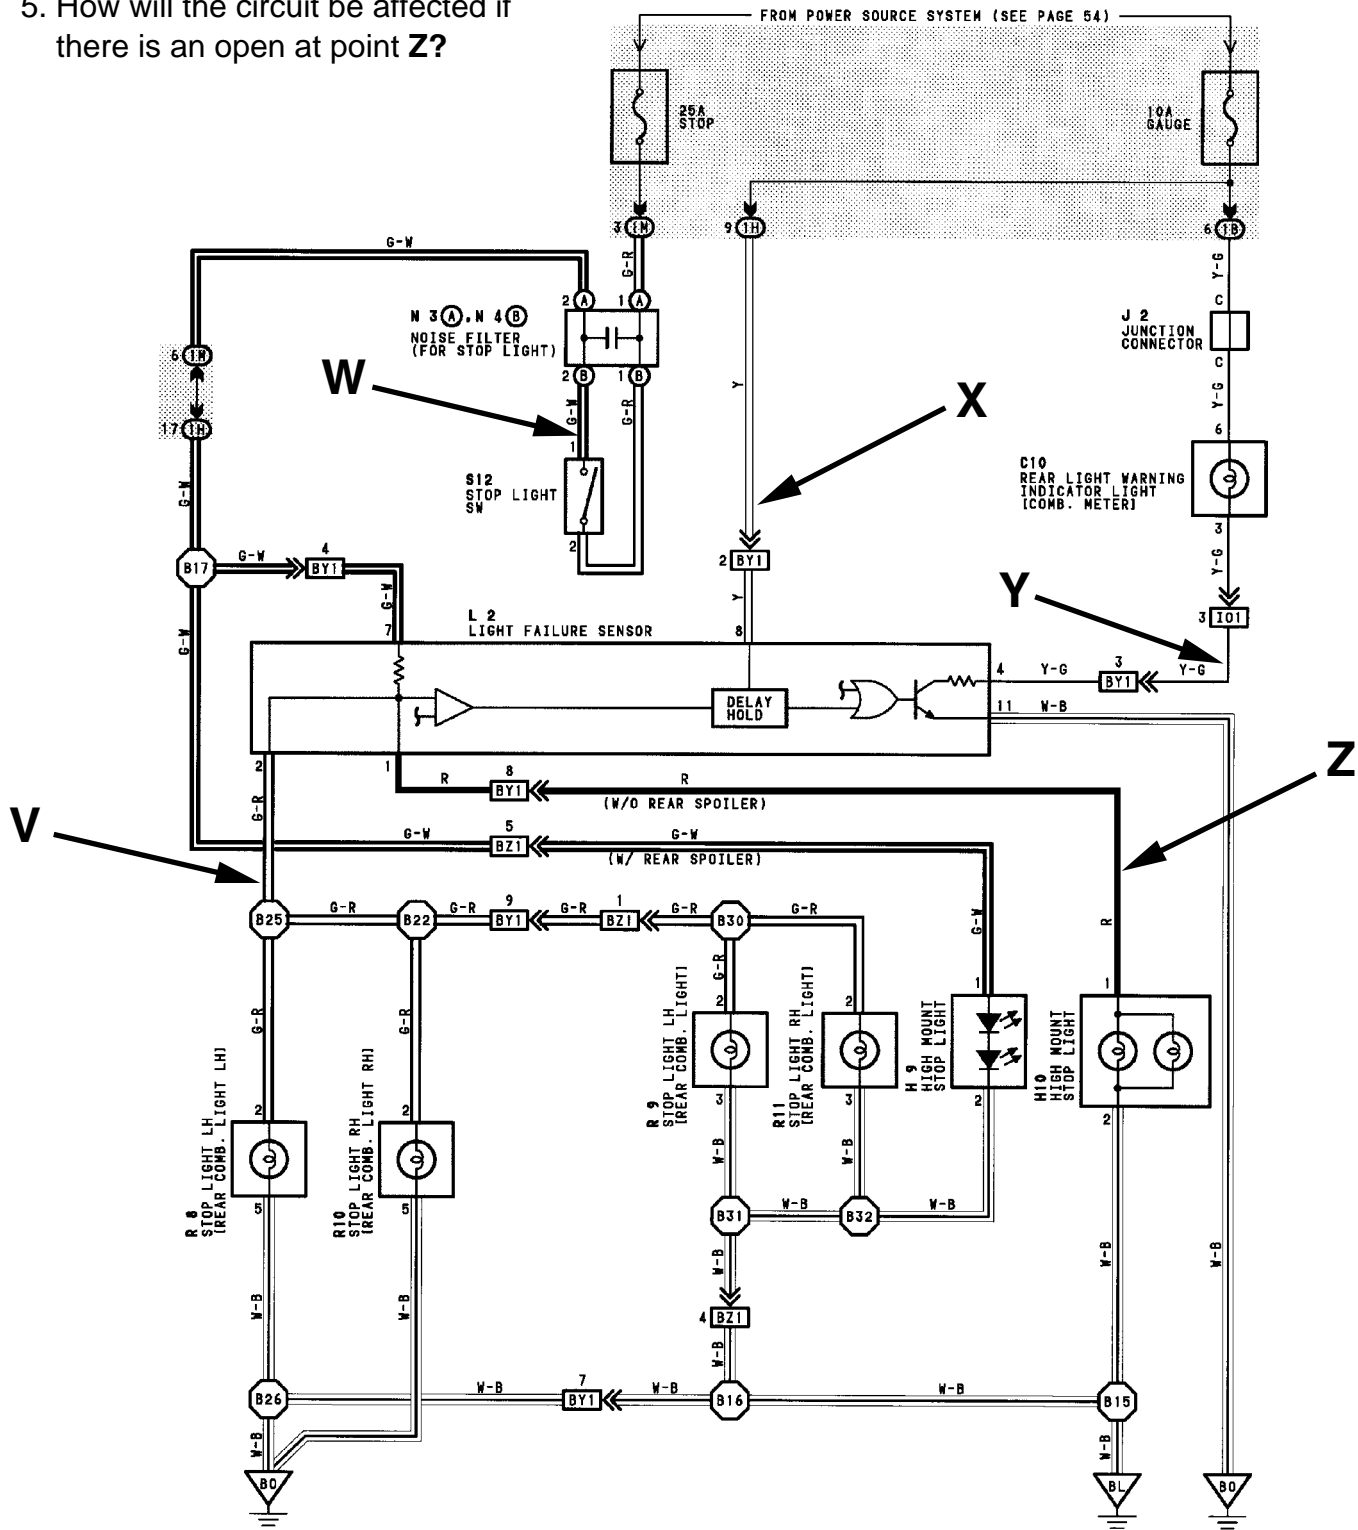 5. How will the circuit be affected if
there is an open at point Z?
FROM POWER SOURCE SYSTEM (SEE PAGE 54)
25A
STOP
10A
GAUGE
3 1M
9 1H
6 1B
G-W
G-R
Y-G
C
2 A
1 A
N 3 A , N 4 B
NOISE FILTER
(FOR STOP LIGHT)
J 2
JUNCTION
CONNECTOR
C
6 1M
2 B
1 B
W
X
Y
Y-G
G-W
G-R
6
17 1H
1
C10
REAR LIGHT WARNING
INDICATOR LIGHT
[COMB. METER]
S12
STOP LIGHT
SW
G-W
3
2
Y-G
B17
G-W
4
BY1
2 BY1
Y
G-W
G-W
Y
3 IO1
L 2
LIGHT FAILURE SENSOR
7
8
4
Y-G
3
BY1
Y-G
DELAY
HOLD
11
W-B
2
1
R
8
BY1
R
(W/O REAR SPOILER)
Z
G-R
V
G-W
5
BZ1
G-W
(W/ REAR SPOILER)
B25
G-R
B22
G-R
9
BY1
G-R
1
BZ1
G-R
B30
G-R
G-W
R
G-R
G-R
G-R
2
2
1
1
R 9
STOP LIGHT LH
[REAR COMB. LIGHT]
R11
STOP LIGHT RH
[REAR COMB. LIGHT]
H 9
HIGH MOUNT
STOP LIGHT
H10
HIGH MOUNT
STOP LIGHT
3
3
2
2
2
2
R 8
STOP LIGHT LH
[REAR COMB. LIGHT LH]
R10
STOP LIGHT RH
[REAR COMB. LIGHT RH]
5
5
W-B
W-B
B31
W-B
B32
W-B
W-B
W-B
W-B
W-B
W-B
4 BZ1
W-B
B26
W-B
7
BY1
W-B
B16
W-B
B15
W-B
W-B
BO
BL
BO